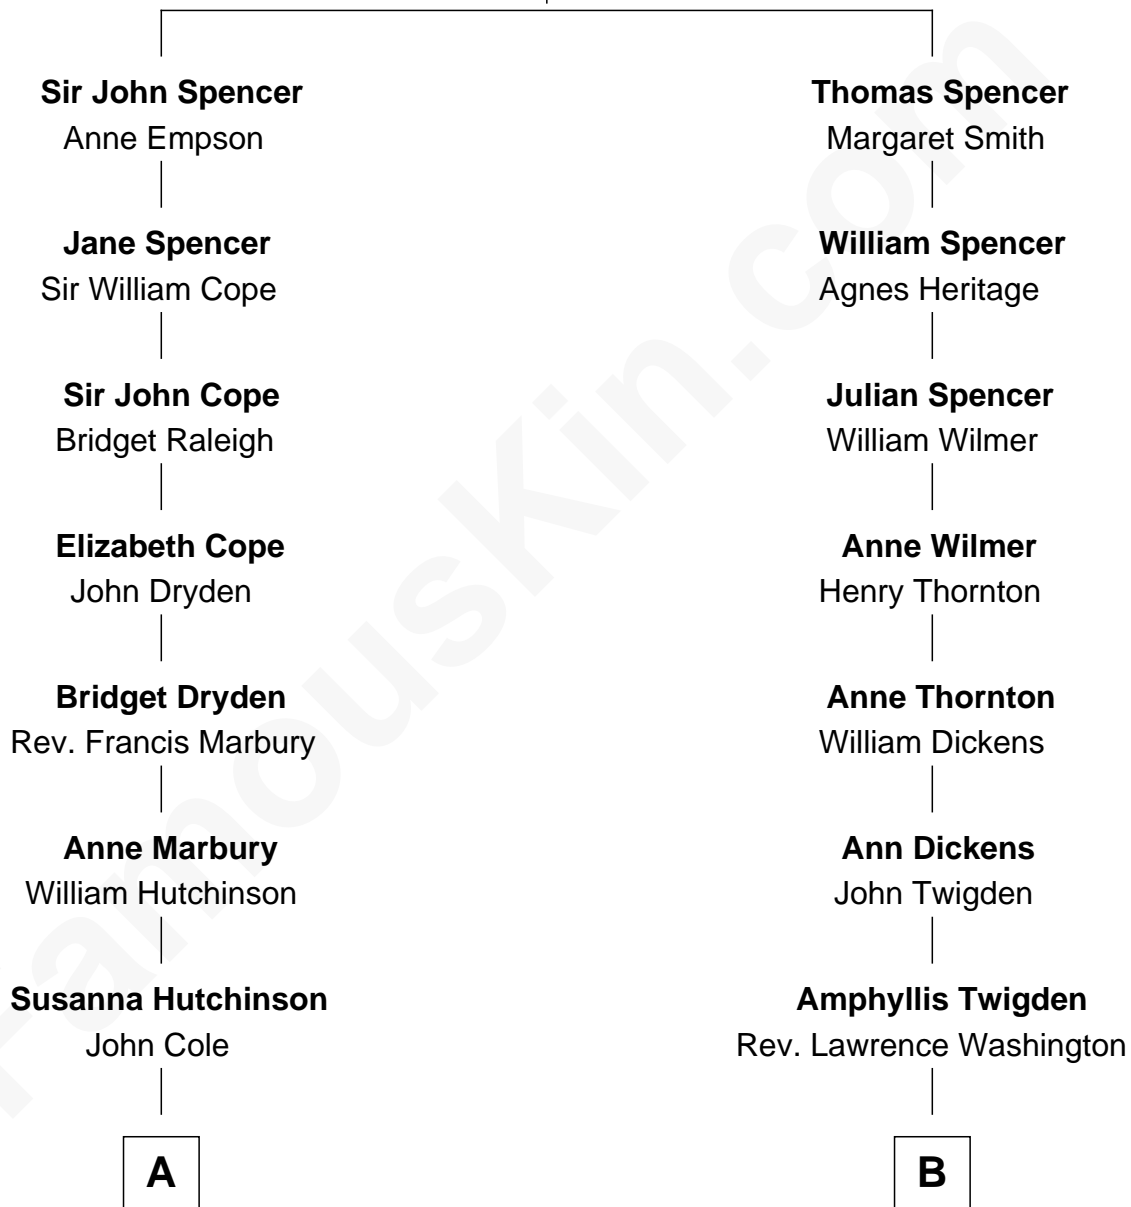 Sir John Spencer
Anne Empson
Jane Spencer
Sir William Cope
Sir John Cope
Bridget Raleigh
Elizabeth Cope
John Dryden
Bridget Dryden
Rev. Francis Marbury
Anne Marbury
William Hutchinson
Susanna Hutchinson
John Cole
A
Thomas Spencer
Margaret Smith
William Spencer
Agnes Heritage
Julian Spencer
William Wilmer
Anne Wilmer
Henry Thornton
Anne Thornton
William Dickens
Ann Dickens
John Twigden
Amphyllis Twigden
Rev. Lawrence Washington
B
FamousKin.com